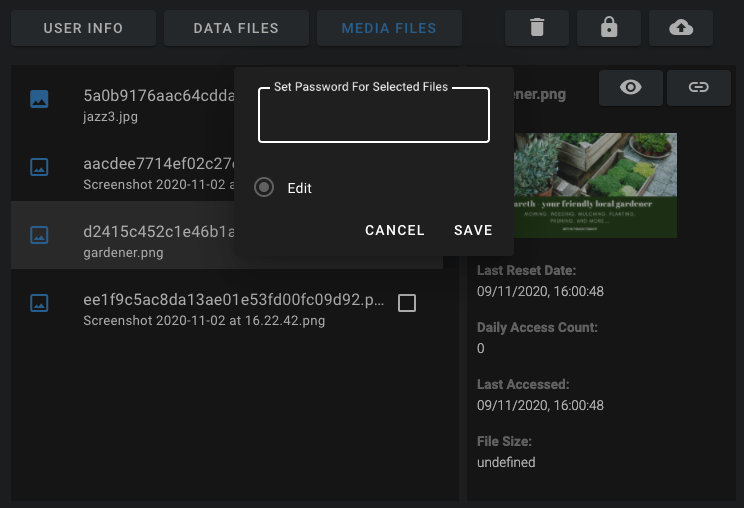 USER INFO
DATA FILES
MEDIA FILES
5a0b9176aac64cdda
jazz3.jpg
aacdee7714ef02c27
Screenshot 2020-11-02 a
d2415c452c1e46b1a
gardener.png
ee1f9c5ac8da13ae01e53fd00fc09d92.p...
Screenshot 2020-11-02 at 16.22.42.png
Set Password For Selected Files
Edit
CANCEL
SAVE
ener.png
areth - your friendly local gardener
MOWING, WEEDING, MULCHING, PLANTING,
PRUNING, AND MORE...
Last Reset Date:
09/11/2020, 16:00:48
Daily Access Count:
0
Last Accessed:
09/11/2020, 16:00:48
File Size:
undefined